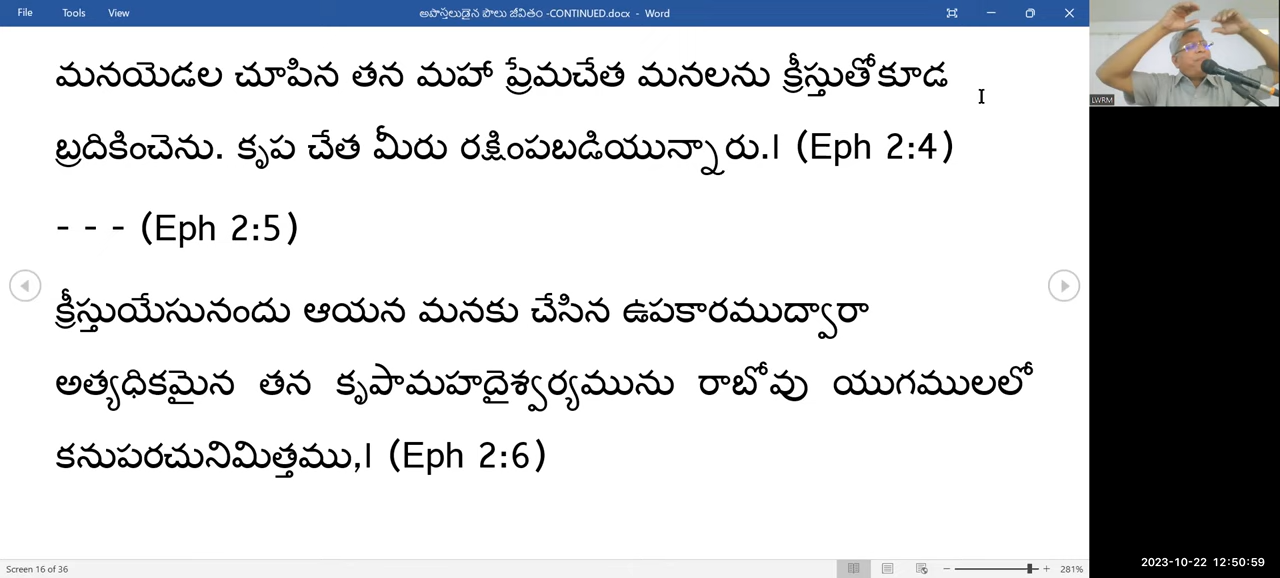 File Tools View అపొస్తలుడైన పౌలు జీవితం -CONTINUED.docx - Word
మనయెడల చూపిన తన మహా ప్రేమచేత మనలను క్రీస్తుతోకూడ
LWRM
బ్రదికించెను. కృప చేత మీరు రక్షింపబడియున్నారు.| (Eph 2:4)
- - - (Eph 2:5)
క్రీస్తుయేసునందు ఆయన మనకు చేసిన ఉపకారముద్వారా
అత్యధికమైన తన కృపామహదైశ్వర్యమును రాబోవు యుగములలో
కనుపరచునిమిత్తము,| (Eph 2:6)
2023-10-22 12:50:59
Screen 16 of 36 281%